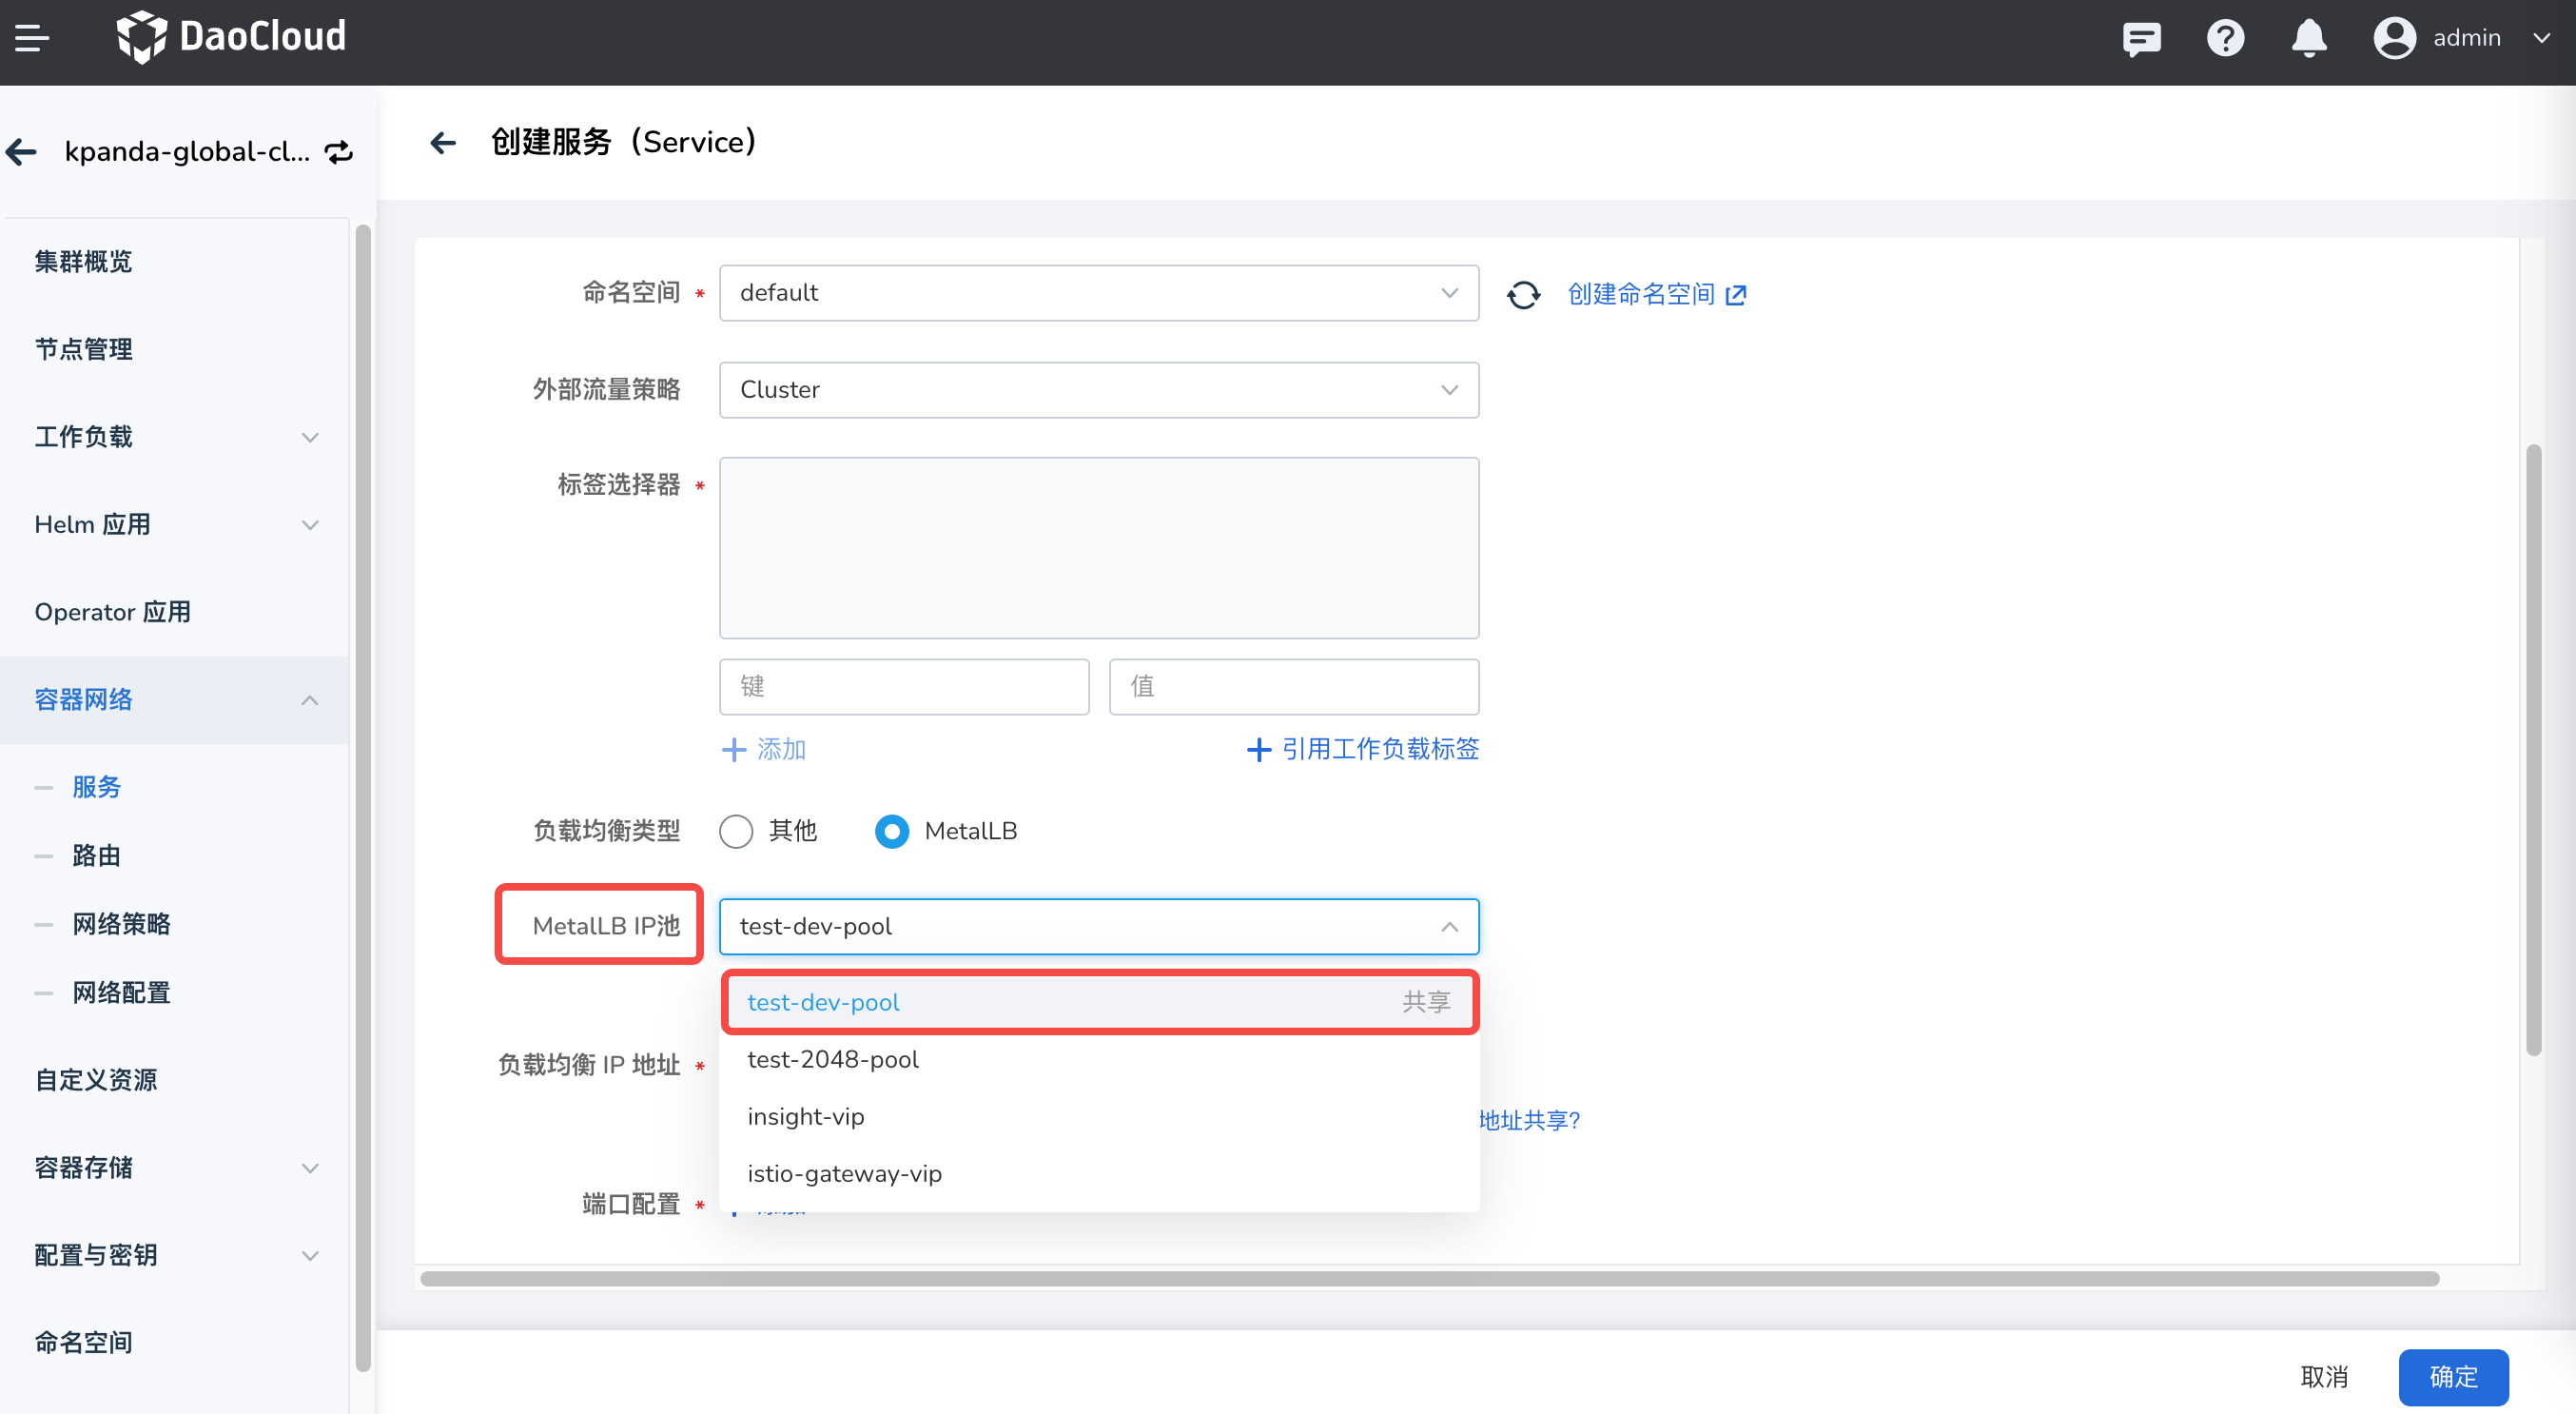 DaoCloud
admin
kpanda-global-cl...
创建服务（Service）
集群概览
节点管理
工作负载
Helm 应用
Operator 应用
容器网络
服务
路由
网络策略
网络配置
自定义资源
容器存储
配置与密钥
命名空间
命名空间 *
default
创建命名空间
外部流量策略
Cluster
标签选择器 *
键
值
添加
引用工作负载标签
负载均衡类型
其他
MetalLB
MetalLB IP池
test-dev-pool
test-dev-pool
共享
test-2048-pool
insight-vip
istio-gateway-vip
负载均衡 IP 地址 *
地址共享?
端口配置 *
取消
确定